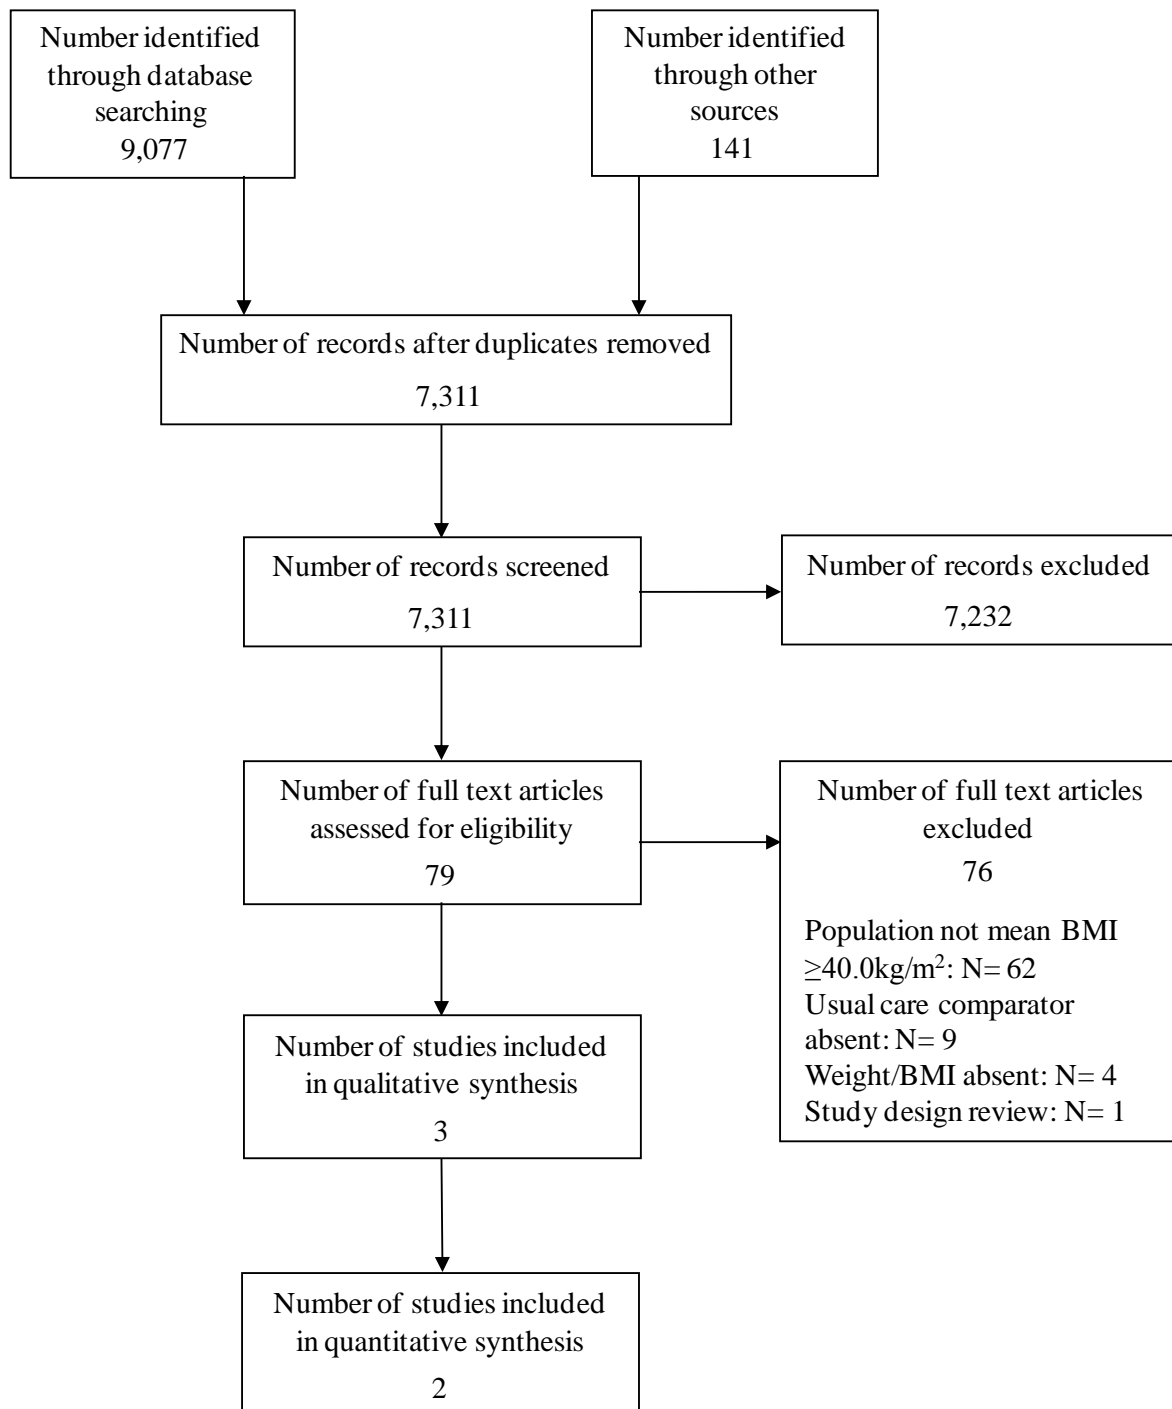 Number identified
through database
searching
9,077
Number identified
through other
sources
141
Number of records after duplicates removed
7,311
Number of records screened
7,311
Number of records excluded
7,232
Number of full text articles
assessed for eligibility
79
Number of full text articles
excluded
76
Population not mean BMI
≥40.0kg/m²: N= 62
Usual care comparator
absent: N= 9
Weight/BMI absent: N= 4
Study design review: N= 1
Number of studies included
in qualitative synthesis
3
Number of studies included
in quantitative synthesis
2